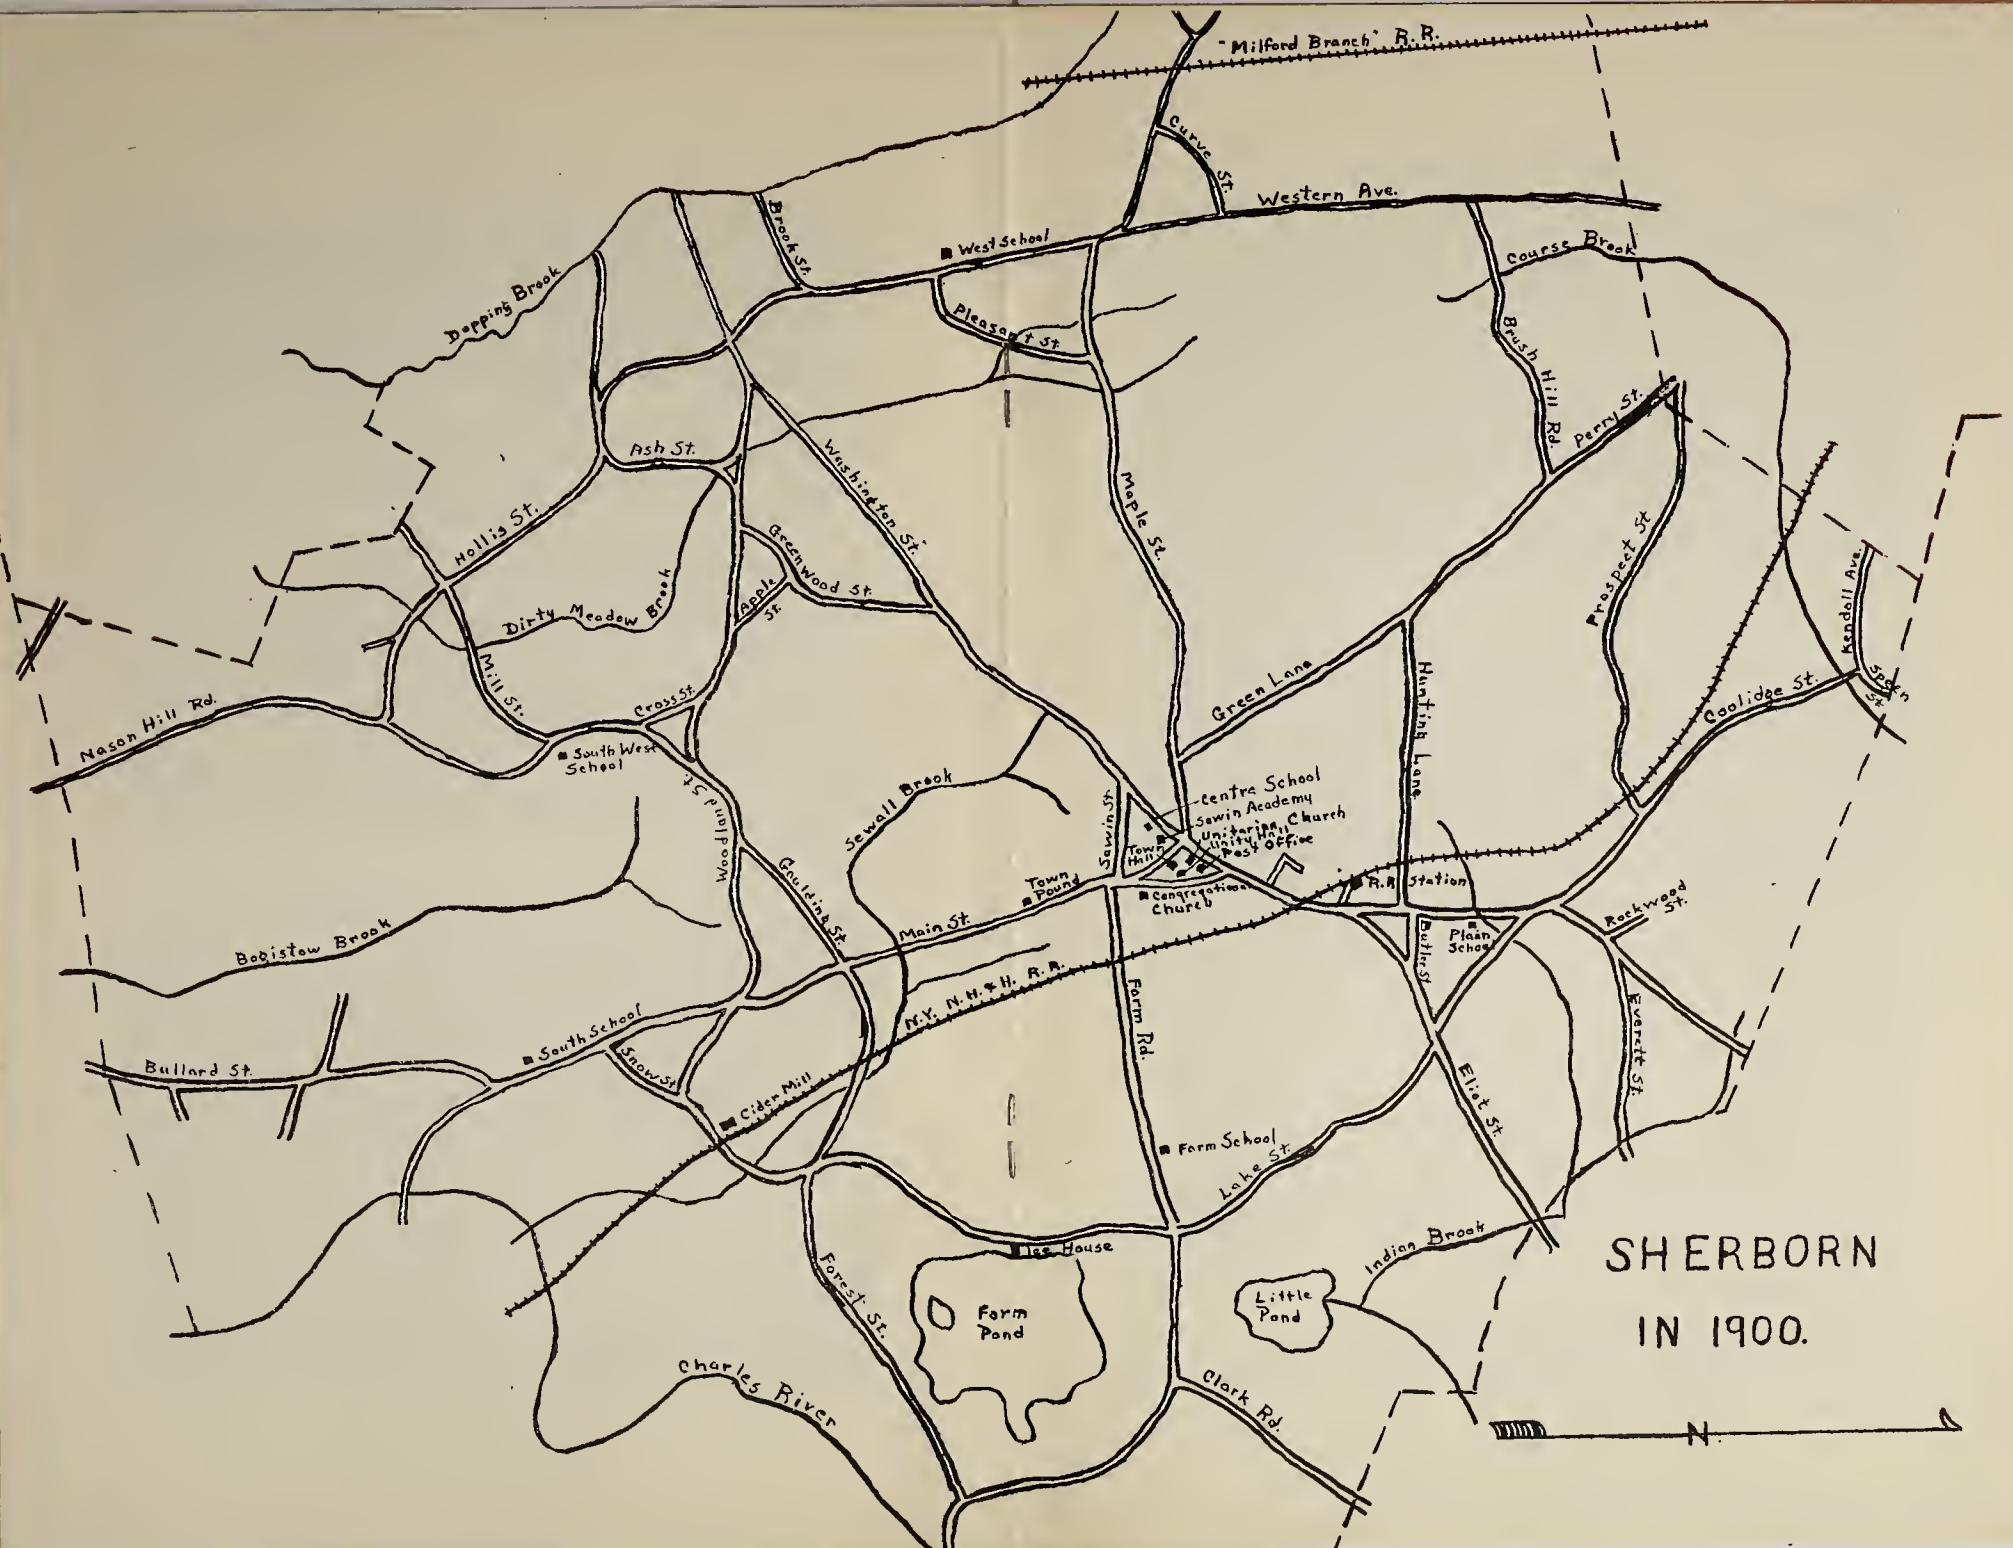 "Milford Branch" R.R.
Curve St.
Western Ave.
Brook St.
West School
Course Brook
Dopping Brook
Pleasant St.
Brush Hill Rd.
Perry St.
Ash St.
Washington St.
Maple St.
Hollis St.
Prospect St
Kendall Ave.
Greenwood St.
Apple St.
Dirty Meadow Brook
Mill St.
Green Lane
Hunting Lane
Coolidge St.
Speen St.
Nason Hill Rd.
Cross St.
South West
School
Woodland St.
Sewall Brook
Sawin St.
Centre School
Sawin Academy
Unitarian Church
Unity Hall
Post Office
Town
Hall
Goulding St.
Town
Pound
Congregational
Church
R.R. Station
Rockwood
St.
Main St.
Bogistow Brook
Butler St
Plain
School
N.Y. N.H. & H. R.R.
Farm Rd.
Everett St.
South School
Bullard St.
Snow St.
Cider Mill
Eliot St.
Farm School
Lake St.
Ice House
Indian Brook
Forest St.
Farm
Pond
Little
Pond
Charles River
Clark Rd.
SHERBORN
IN 1900.
N